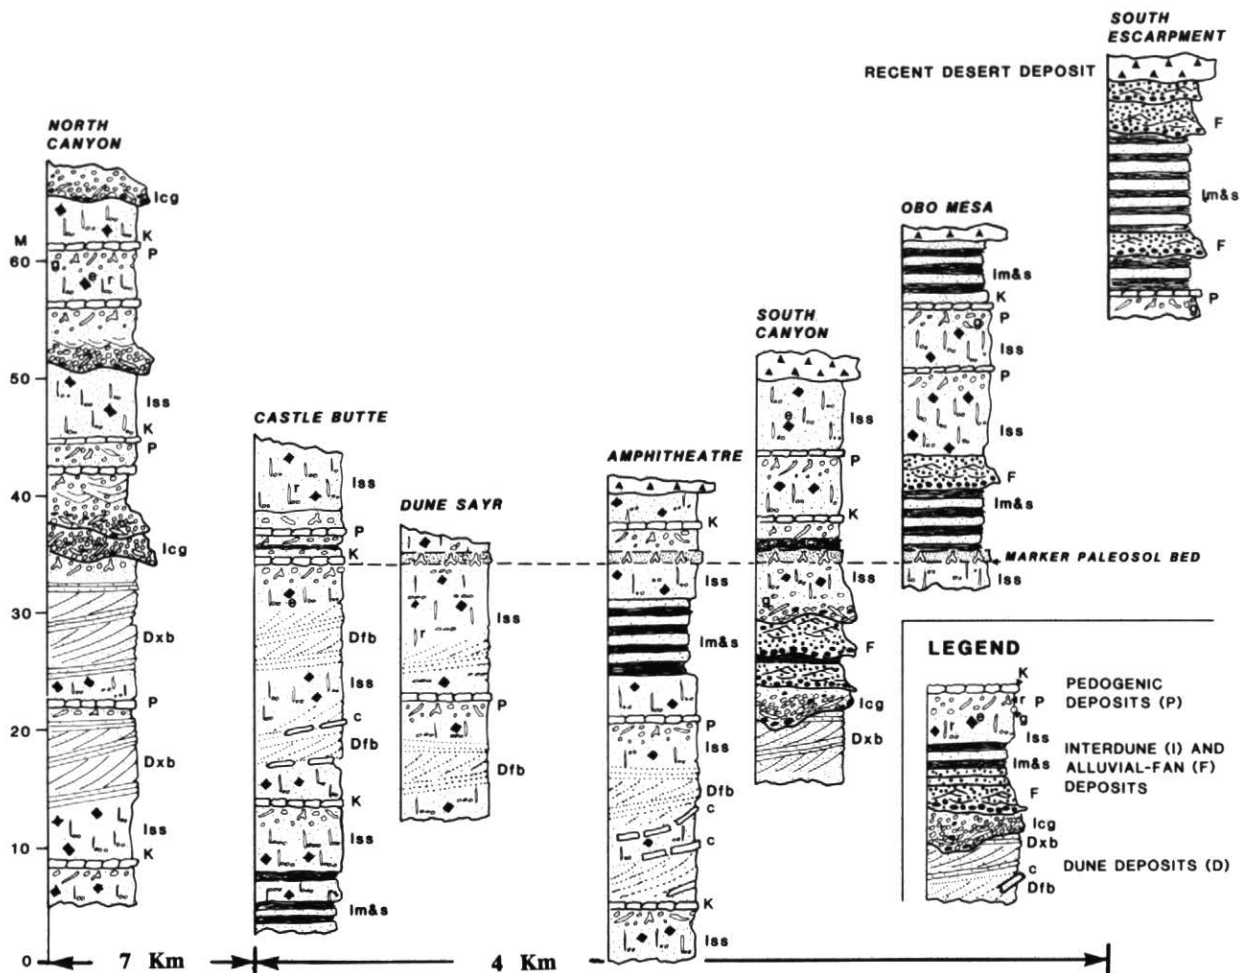 SOUTH
ESCARPMENT
RECENT DESERT DEPOSIT
F
Im&s
F
P
g
NORTH
CANYON
Icg
K
P
g
e
r
Iss
K
P
Icg
Dxb
P
Dxb
Iss
K
M
60
50
40
30
20
10
0
CASTLE BUTTE
r
Iss
P
K
e
Dfb
Iss
c
Dfb
c
K
Iss
Im&s
DUNE SAYR
Iss
r
P
Dfb
AMPHITHEATRE
K
Iss
Im&s
P
Iss
Dfb
c
c
K
Iss
SOUTH
CANYON
e
Iss
P
K
Iss
g
F
Icg
Dxb
OBO MESA
Im&s
K
P
g
Iss
P
Iss
F
Im&s
MARKER PALEOSOL BED
Iss
LEGEND
K
r P
e
r
g
Iss
Im&s
F
Icg
Dxb
c
Dfb
PEDOGENIC
DEPOSITS (P)
INTERDUNE (I) AND
ALLUVIAL-FAN (F)
DEPOSITS
DUNE DEPOSITS (D)
7 Km
4 Km